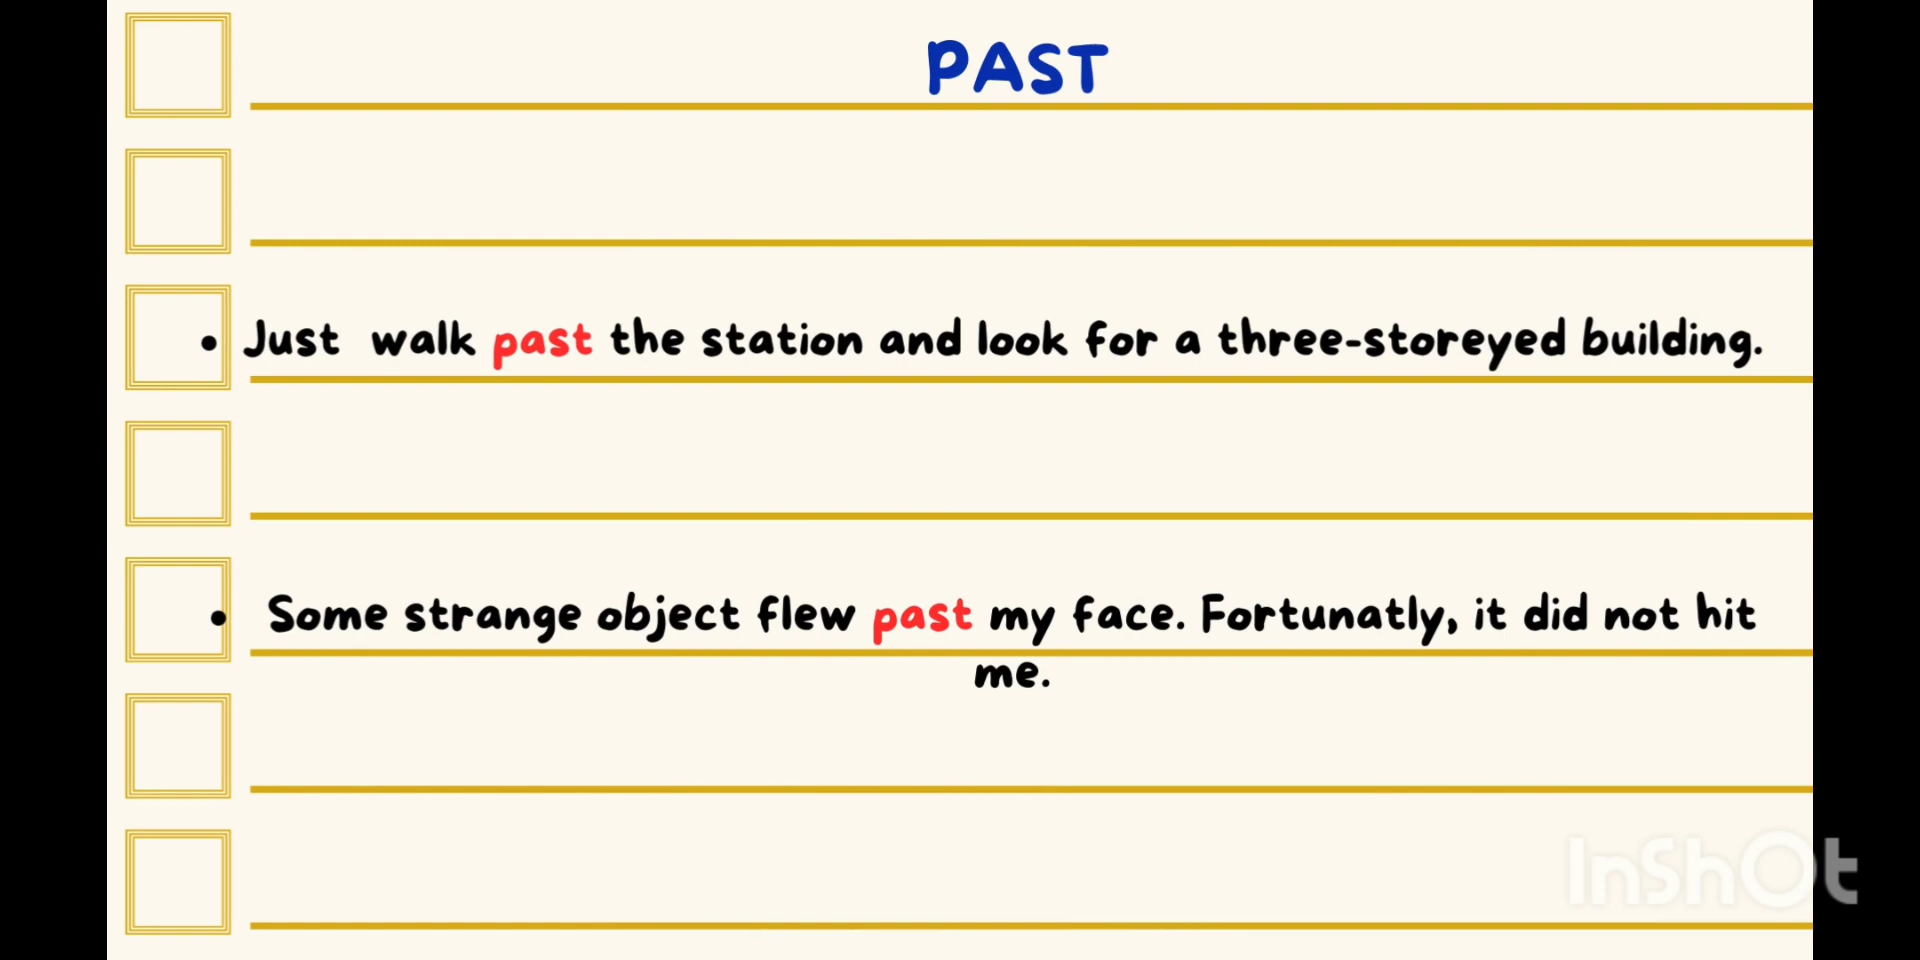 PAST
• Just walk past the station and look for a three-storeyed building.
• Some strange object flew past my face. Fortunatly, it did not hit
me.
InShOt